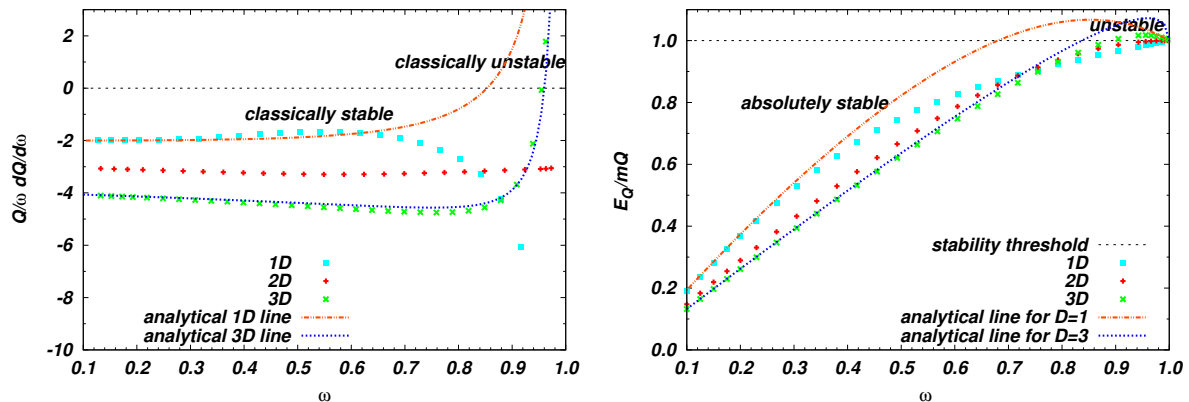 2
0
-2
-4
-6
-8
-10
Q/ω dQ/dω
classically unstable
classically stable
1D
2D
3D
analytical 1D line
analytical 3D line
0.1 0.2 0.3 0.4 0.5 0.6 0.7 0.8 0.9 1.0
ω
1.0
0.8
0.6
0.4
0.2
0.0
E_Q/mQ
unstable
absolutely stable
stability threshold
1D
2D
3D
analytical line for D=1
analytical line for D=3
0.1 0.2 0.3 0.4 0.5 0.6 0.7 0.8 0.9 1.0
ω